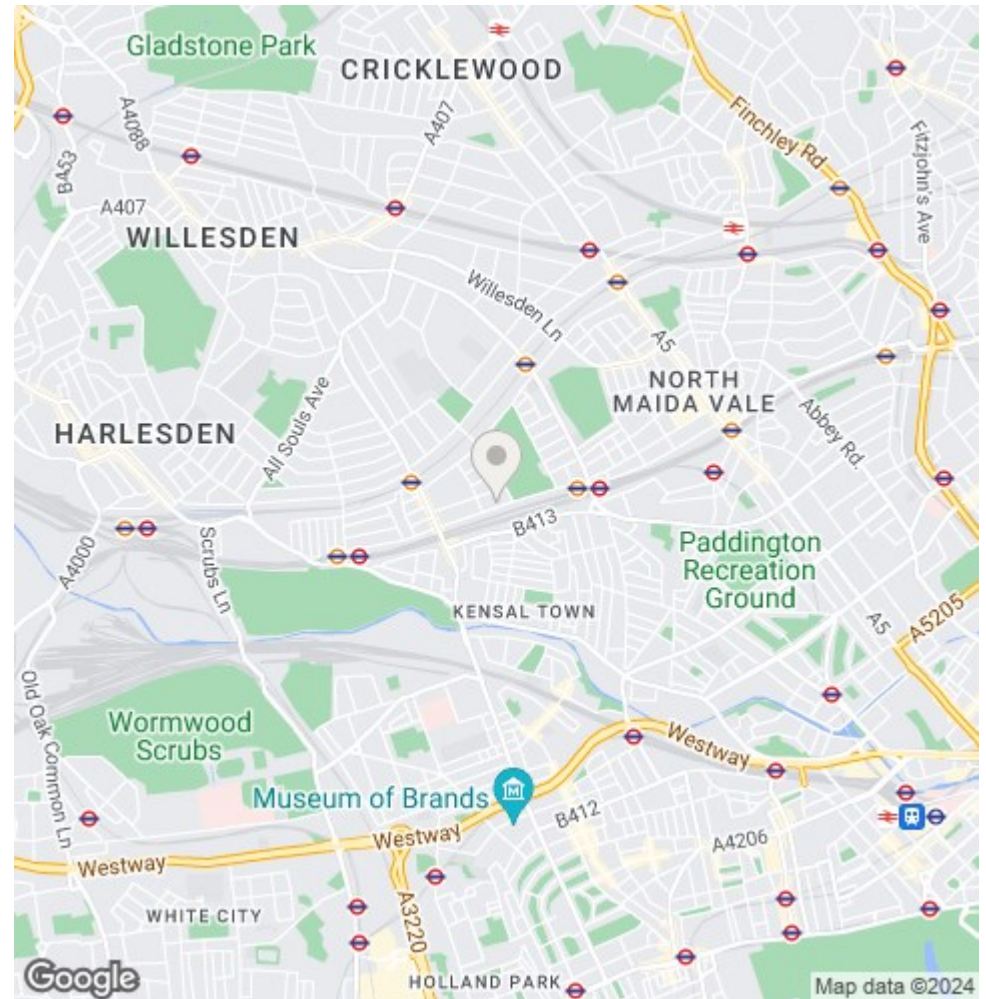 Gladstone Park
CRICKLEWOOD
A4088
A407
B453
Finchley Rd
Fitzjohn's Ave
A407
WILLESDEN
Willesden Ln
A5
NORTH
MAIDA VALE
Abbey Rd.
HARLESDEN
All Souls Ave
B413
A4000
Scrubs Ln
Paddington
Recreation
Ground
KENSAL TOWN
A5
A5205
Old Oak Common Ln
Wormwood
Scrubs
Westway
Museum of Brands
M
B412
Westway
A4206
Westway
A3220
WHITE CITY
HOLLAND PARK
Google
Map data ©2024